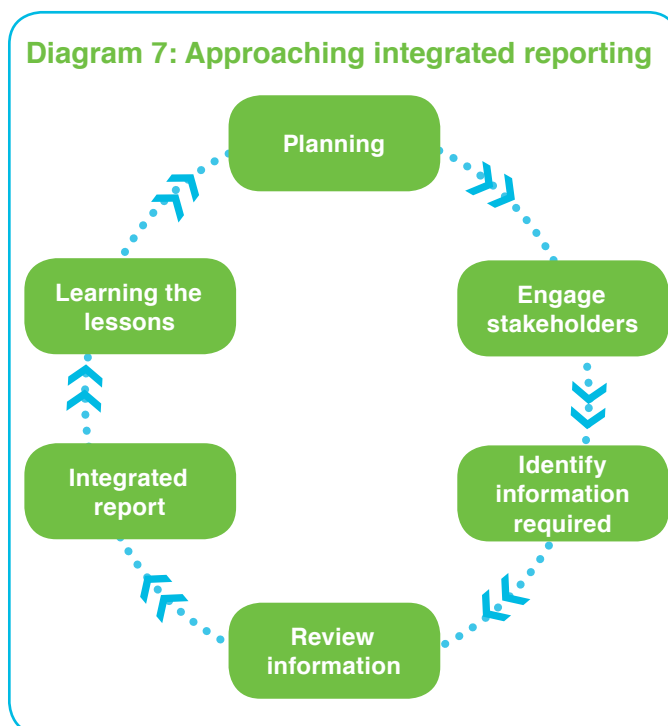 Diagram 7: Approaching integrated reporting
Planning
Engage
stakeholders
Identify
information
required
Review
information
Integrated
report
Learning the
lessons